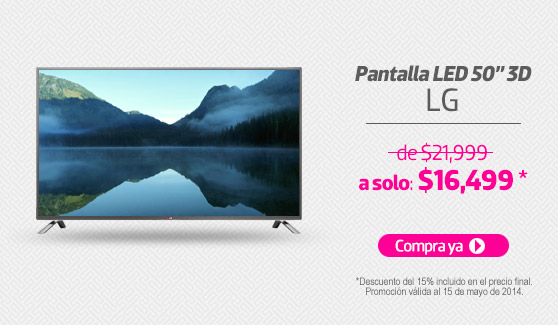 Pantalla LED 50” 3D
LG
de $21,999
a solo: $16,499 *
Compra ya
*Descuento del 15% incluido en el precio final.
Promoción válida al 15 de mayo de 2014.